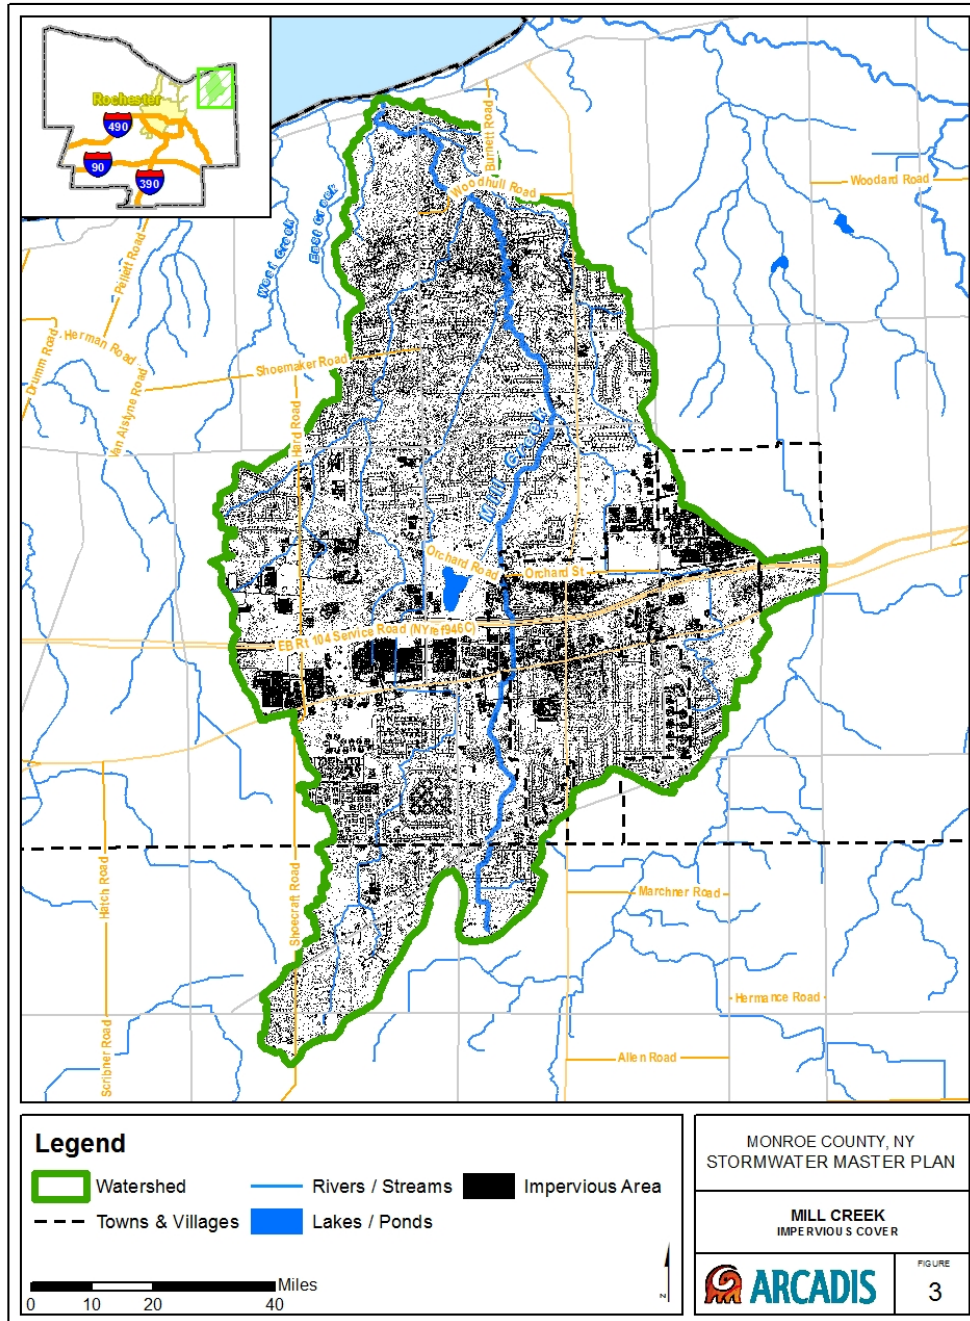 Rochester
490
90
390
Burnett Road
Woodhull Road
Woodard Road
West Creek
East Creek
Pellett Road
Drumm Road
Herman Road
Van Alstyne Road
Shoemaker Road
Hard Road
Mill Creek
Orchard Road
Orchard St
EB Rt 104 Service Road (NYref946C)
Hatch Road
Shoecraft Road
Marchner Road
Hermance Road
Scribner Road
Allen Road
Legend
Watershed
Rivers / Streams
Impervious Area
Towns & Villages
Lakes / Ponds
Miles
0 10 20 40
N
MONROE COUNTY, NY
STORMWATER MASTER PLAN
MILL CREEK
IMPERVIOUS COVER
ARCADIS
FIGURE
3